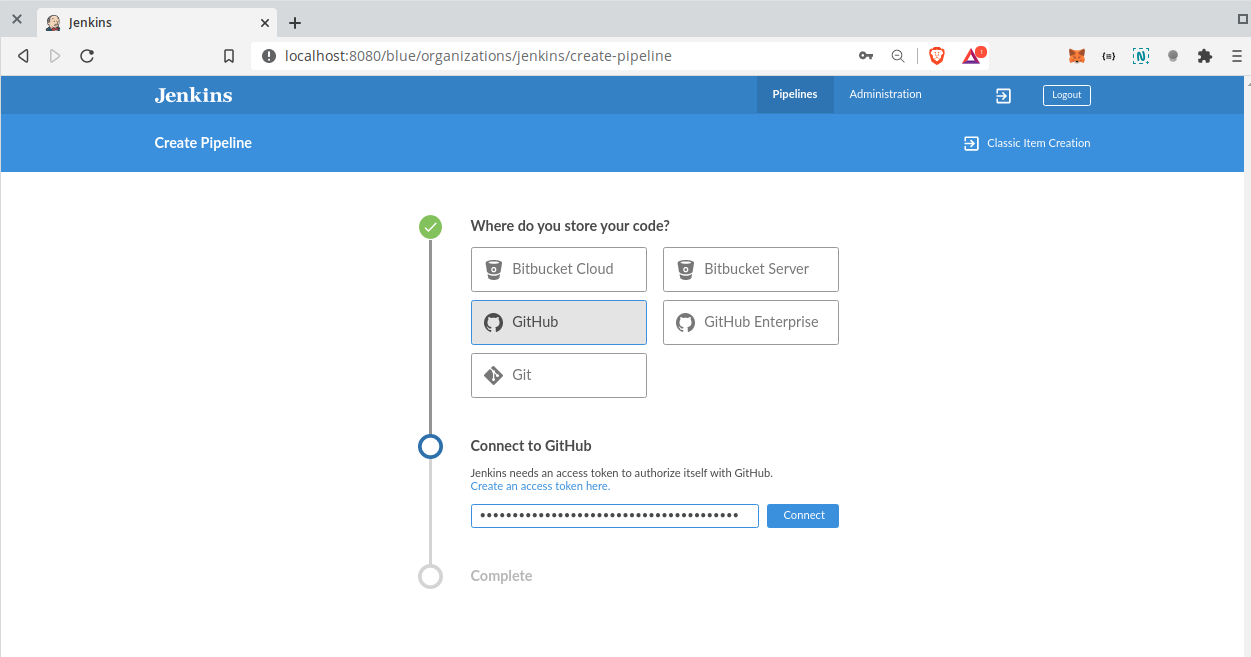 Jenkins
localhost:8080/blue/organizations/jenkins/create-pipeline
Jenkins
Pipelines
Administration
Logout
Create Pipeline
Classic Item Creation
Where do you store your code?
Bitbucket Cloud
Bitbucket Server
GitHub
GitHub Enterprise
Git
Connect to GitHub
Jenkins needs an access token to authorize itself with GitHub.
Create an access token here.
••••••••••••••••••••••••••••••••••••••••
Connect
Complete